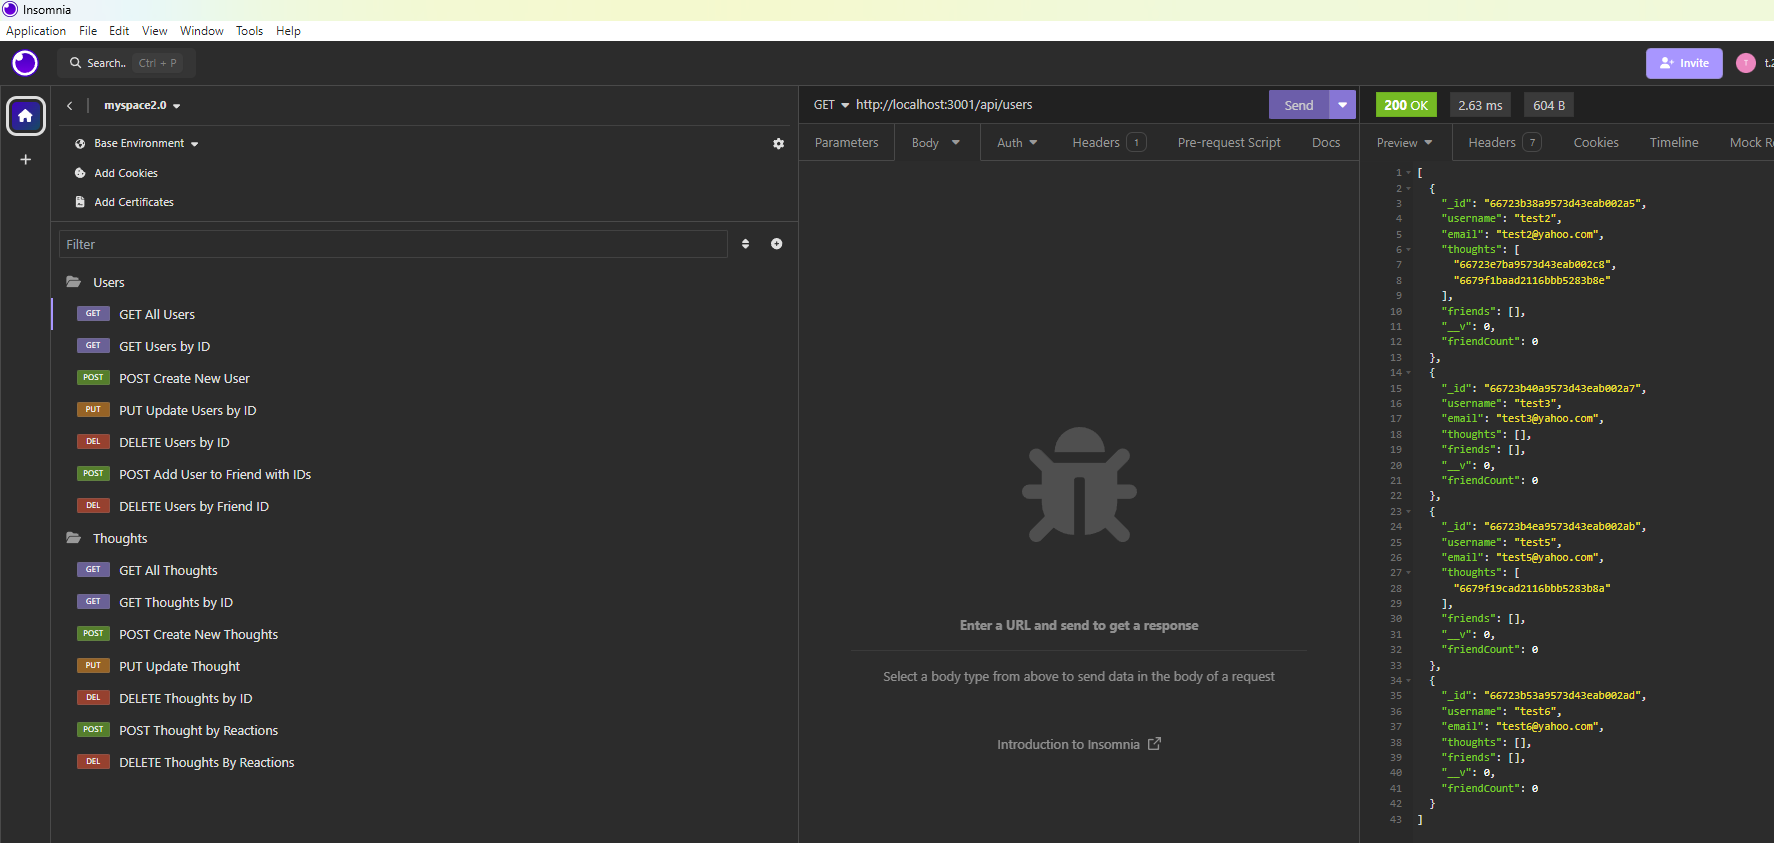 Insomnia
Application File Edit View Window Tools Help
Search.. Ctrl + P
Invite
T
myspace2.0
Base Environment
Add Cookies
Add Certificates
Filter
Users
GET GET All Users
GET GET Users by ID
POST POST Create New User
PUT PUT Update Users by ID
DEL DELETE Users by ID
POST POST Add User to Friend with IDs
DEL DELETE Users by Friend ID
Thoughts
GET GET All Thoughts
GET GET Thoughts by ID
POST POST Create New Thoughts
PUT PUT Update Thought
DEL DELETE Thoughts by ID
POST POST Thought by Reactions
DEL DELETE Thoughts By Reactions
GET http://localhost:3001/api/users Send
Parameters Body Auth Headers 1 Pre-request Script Docs
Enter a URL and send to get a response
Select a body type from above to send data in the body of a request
Introduction to Insomnia
200 OK 2.63 ms 604 B
Preview Headers 7 Cookies Timeline Mock R
1 [
2 {
3 "_id": "66723b38a9573d43eab002a5",
4 "username": "test2",
5 "email": "test2@yahoo.com",
6 "thoughts": [
7 "66723e7ba9573d43eab002c8",
8 "6679f1baad2116bbb5283b8e"
9 ],
10 "friends": [],
11 "__v": 0,
12 "friendCount": 0
13 },
14 {
15 "_id": "66723b40a9573d43eab002a7",
16 "username": "test3",
17 "email": "test3@yahoo.com",
18 "thoughts": [],
19 "friends": [],
20 "__v": 0,
21 "friendCount": 0
22 },
23 {
24 "_id": "66723b4ea9573d43eab002ab",
25 "username": "test5",
26 "email": "test5@yahoo.com",
27 "thoughts": [
28 "6679f19cad2116bbb5283b8a"
29 ],
30 "friends": [],
31 "__v": 0,
32 "friendCount": 0
33 },
34 {
35 "_id": "66723b53a9573d43eab002ad",
36 "username": "test6",
37 "email": "test6@yahoo.com",
38 "thoughts": [],
39 "friends": [],
40 "__v": 0,
41 "friendCount": 0
42 }
43 ]